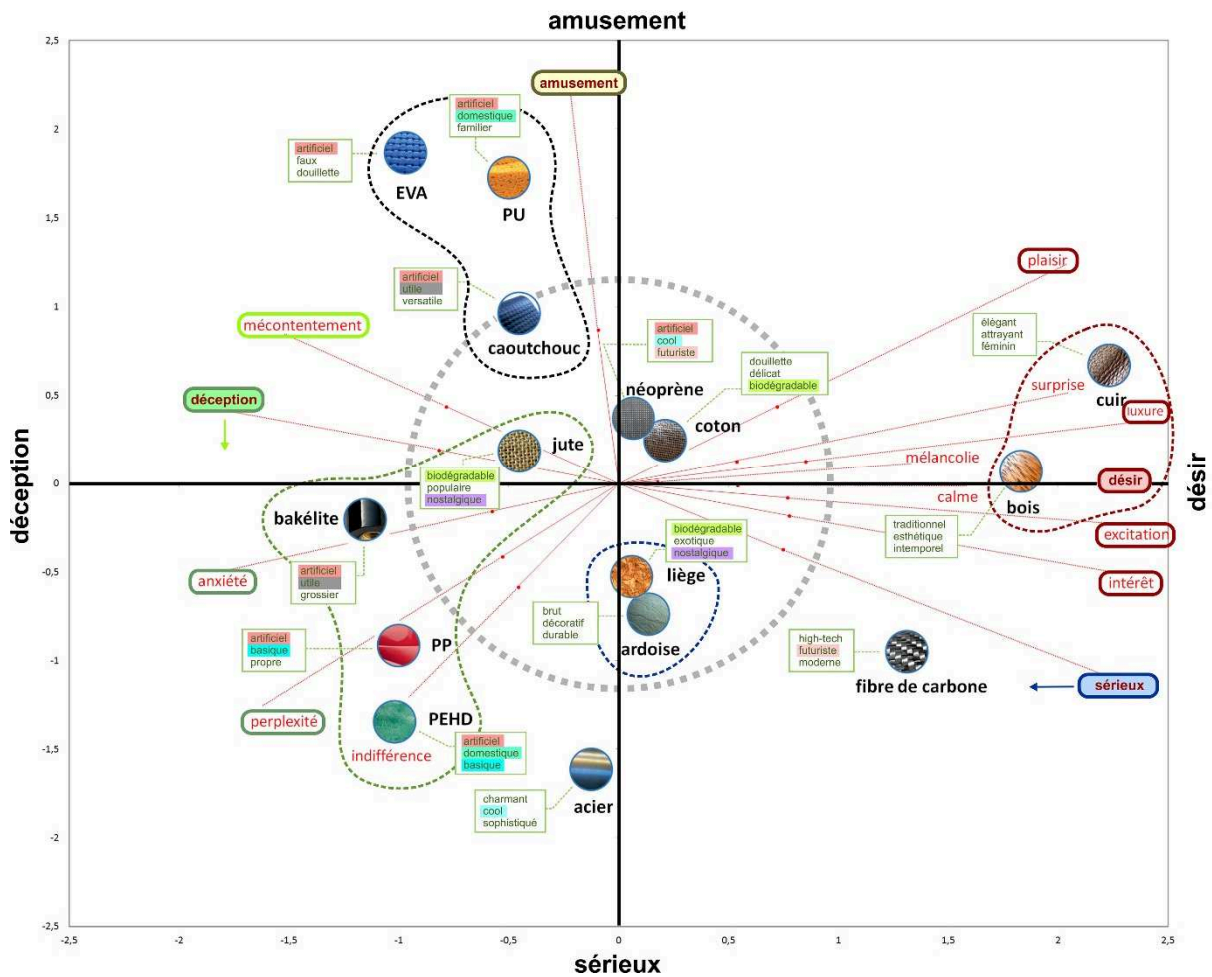 amusement
2,5
amusement
artificiel
domestique
familier
2
artificiel
faux
douillette
EVA
PU
1,5
plaisir
artificiel
utile
versatile
1
mécontentement
caoutchouc
artificiel
cool
futuriste
élégant
attrayant
féminin
douillette
délicat
biodégradable
néoprène
surprise
cuir
déception
0,5
coton
luxure
jute
mélancolie
biodégradable
populaire
nostalgique
déception
0
calme
désir
désir
bakélite
bois
traditionnel
esthétique
intemporel
excitation
biodégradable
exotique
nostalgique
artificiel
utile
grossier
anxiété
-0,5
liège
intérêt
brut
décoratif
durable
artificiel
basique
propre
PP
ardoise
high-tech
futuriste
moderne
-1
fibre de carbone
sérieux
perplexité
PEHD
artificiel
domestique
basique
-1,5
indifférence
charmant
cool
sophistiqué
acier
-2
-2,5
-2,5
-2
-1,5
-1
-0,5
0
0,5
1
1,5
2
2,5
sérieux